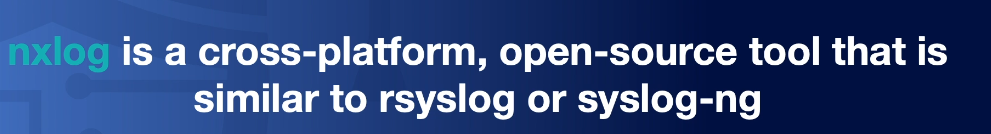 nxlog is a cross-platform, open-source tool that is
similar to rsyslog or syslog-ng